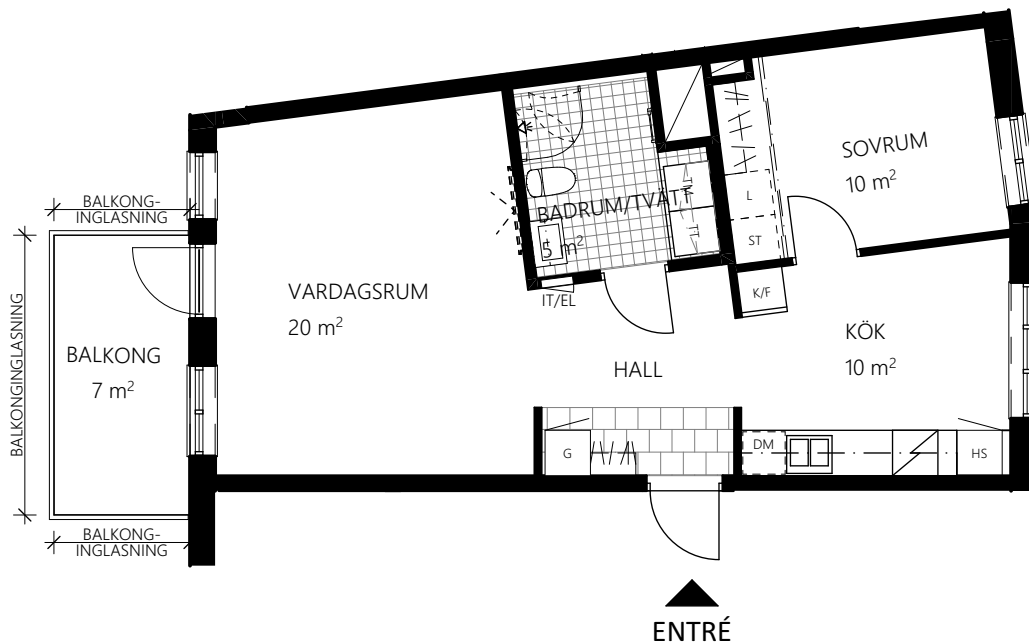 BALKONG-
INGLASNING
BALKONGINGLASNING
BALKONG
7 m²
BALKONG-
INGLASNING
VARDAGSRUM
20 m²
BADRUM/TVÄTT
5 m²
TM
TT
IT/EL
L
ST
K/F
SOVRUM
10 m²
KÖK
10 m²
HALL
G
DM
HS
ENTRÉ